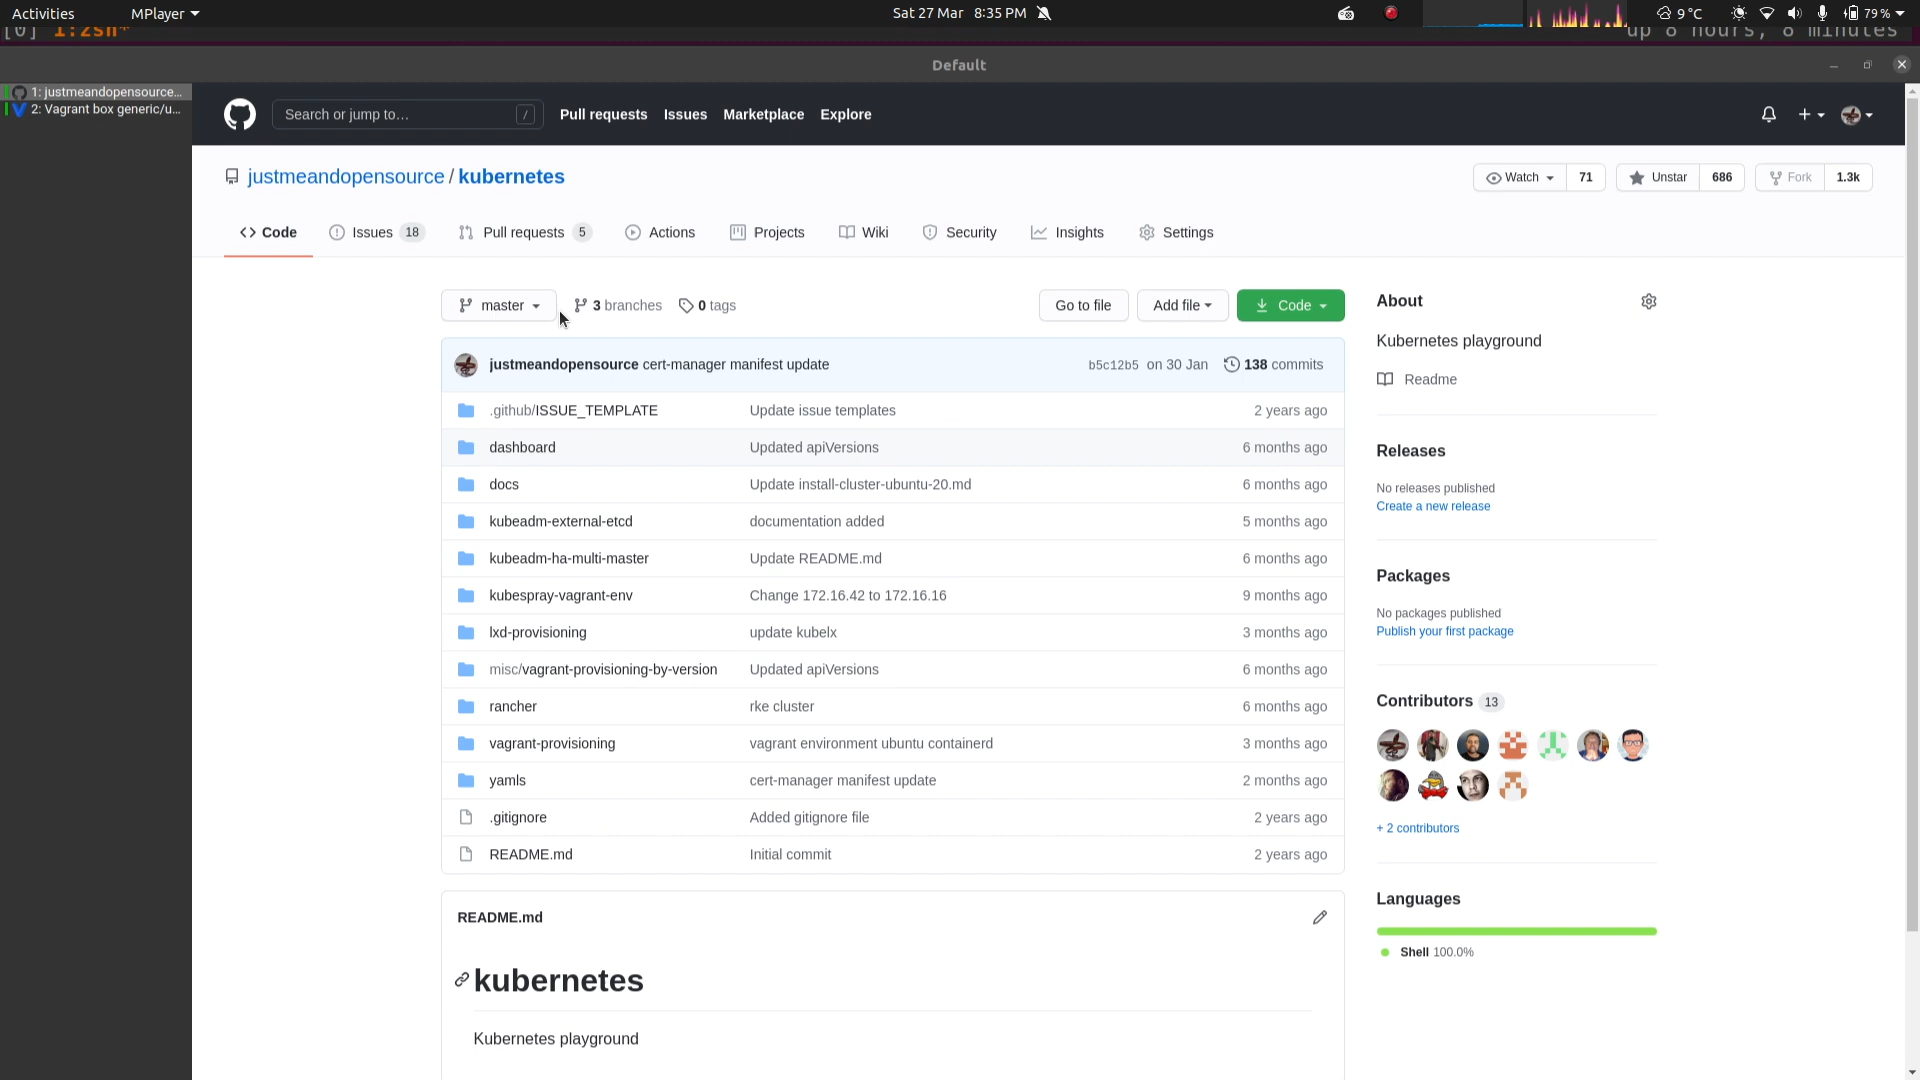 Activities MPlayer Sat 27 Mar 8:35 PM 9 °C 79 %
[0] 1:zsh* up 8 hours, 8 minutes
Default
1: justmeandopensource...
2: Vagrant box generic/u...
Search or jump to... / Pull requests Issues Marketplace Explore
justmeandopensource / kubernetes Watch 71 Unstar 686 Fork 1.3k
Code Issues 18 Pull requests 5 Actions Projects Wiki Security Insights Settings
master 3 branches 0 tags Go to file Add file Code
justmeandopensource cert-manager manifest update b5c12b5 on 30 Jan 138 commits
.github/ISSUE_TEMPLATE Update issue templates 2 years ago
dashboard Updated apiVersions 6 months ago
docs Update install-cluster-ubuntu-20.md 6 months ago
kubeadm-external-etcd documentation added 5 months ago
kubeadm-ha-multi-master Update README.md 6 months ago
kubespray-vagrant-env Change 172.16.42 to 172.16.16 9 months ago
lxd-provisioning update kubelx 3 months ago
misc/vagrant-provisioning-by-version Updated apiVersions 6 months ago
rancher rke cluster 6 months ago
vagrant-provisioning vagrant environment ubuntu containerd 3 months ago
yamls cert-manager manifest update 2 months ago
.gitignore Added gitignore file 2 years ago
README.md Initial commit 2 years ago
README.md
kubernetes
Kubernetes playground
About
Kubernetes playground
Readme
Releases
No releases published
Create a new release
Packages
No packages published
Publish your first package
Contributors 13
+ 2 contributors
Languages
Shell 100.0%